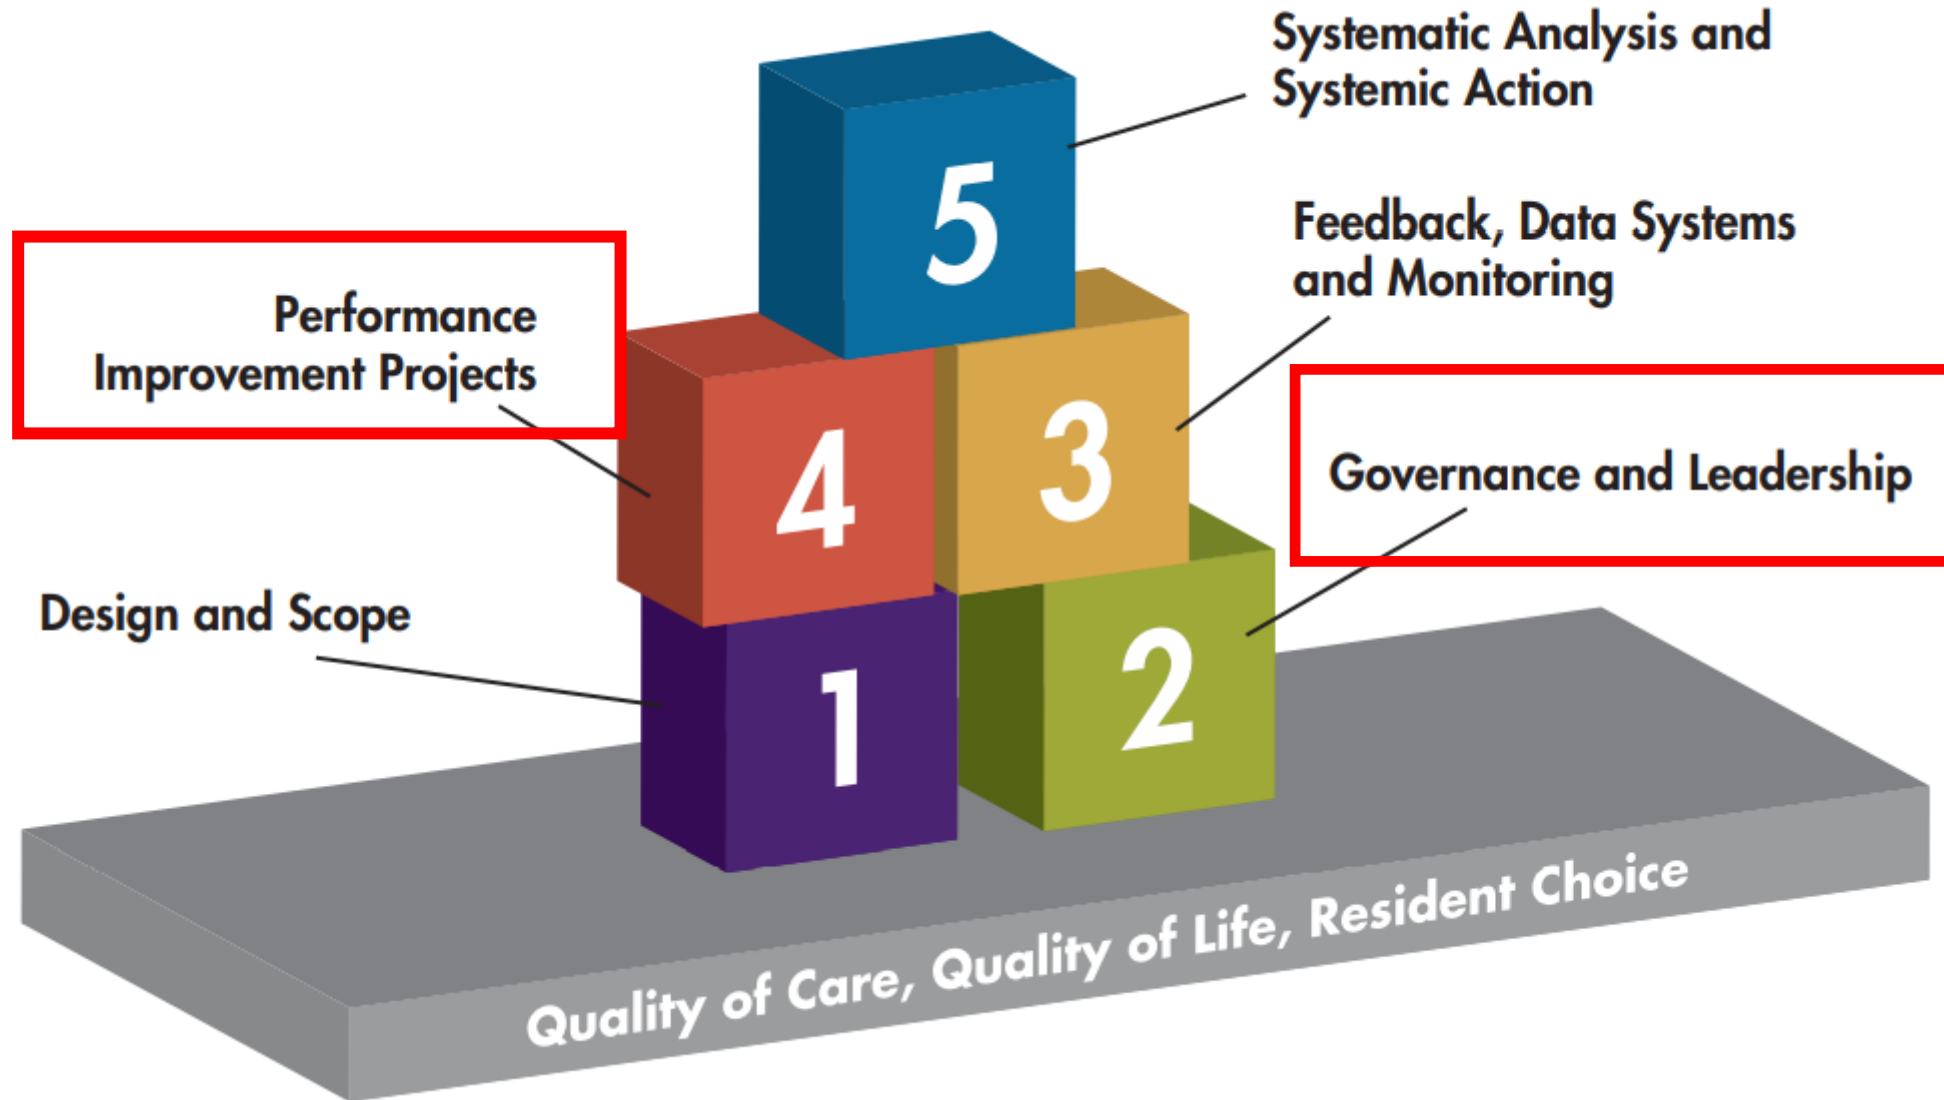 Systematic Analysis and
Systemic Action
5
Feedback, Data Systems
and Monitoring
Performance
Improvement Projects
4
3
Governance and Leadership
Design and Scope
1
2
Quality of Care, Quality of Life, Resident Choice